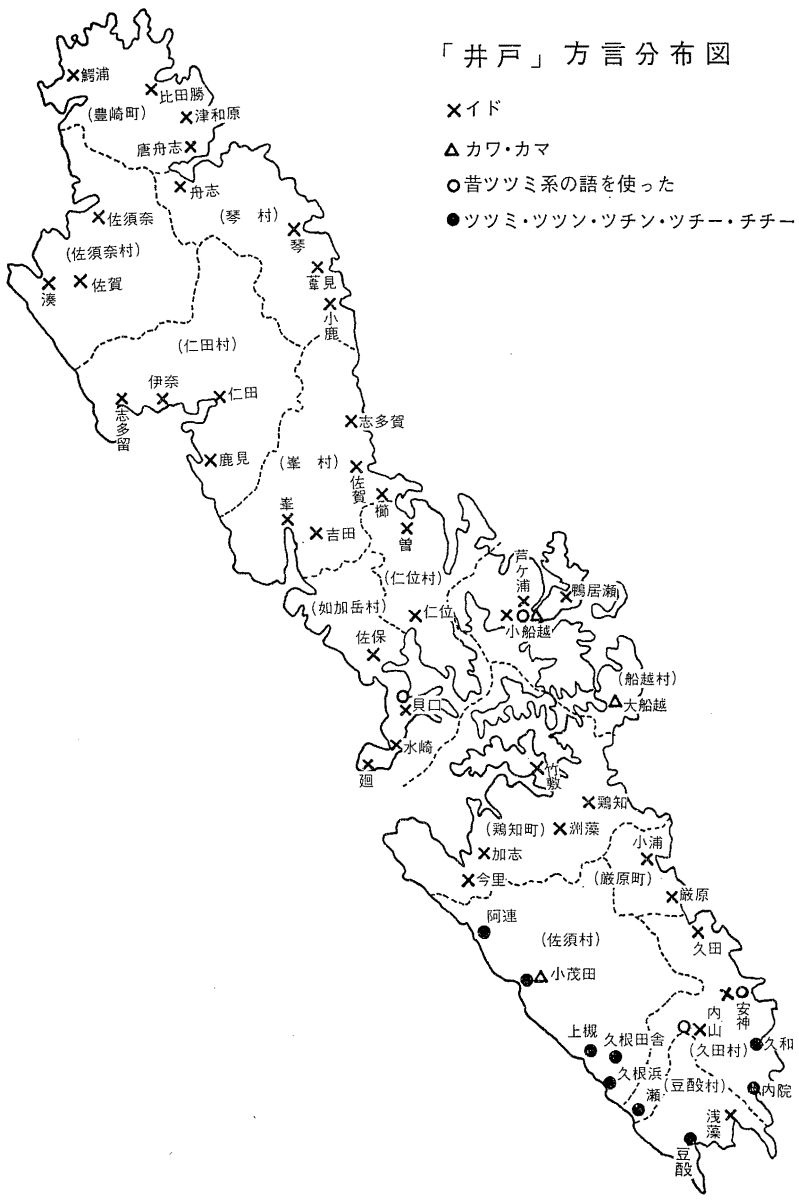 「井戸」方言分布図
×イド
△カワ・カマ
○昔ツツミ系の語を使った
●ツツミ・ツツン・ツチン・ツチー・チチー
鰐浦
比田勝
(豊崎町)
津和原
唐舟志
舟志
佐須奈
(琴 村)
琴
(佐須奈村)
湊
佐賀
蕫見
小鹿
(仁田村)
伊奈
仁田
志多留
志多賀
鹿見
(峯 村)
佐賀
櫛
峯
吉田
曽
芦ケ浦
(仁位村)
鴨居瀬
(如加岳村)
仁位
小船越
佐保
(船越村)
貝口
大船越
水崎
廻
竹敷
鶏知
(鶏知町)
洲藻
小浦
加志
今里
(厳原町)
厳原
阿連
(佐須村)
久田
小茂田
内山
安神
上槻
久根田舎
(久田村)
久和
久根浜
(豆酘村)
内院
瀬
浅藻
豆酘